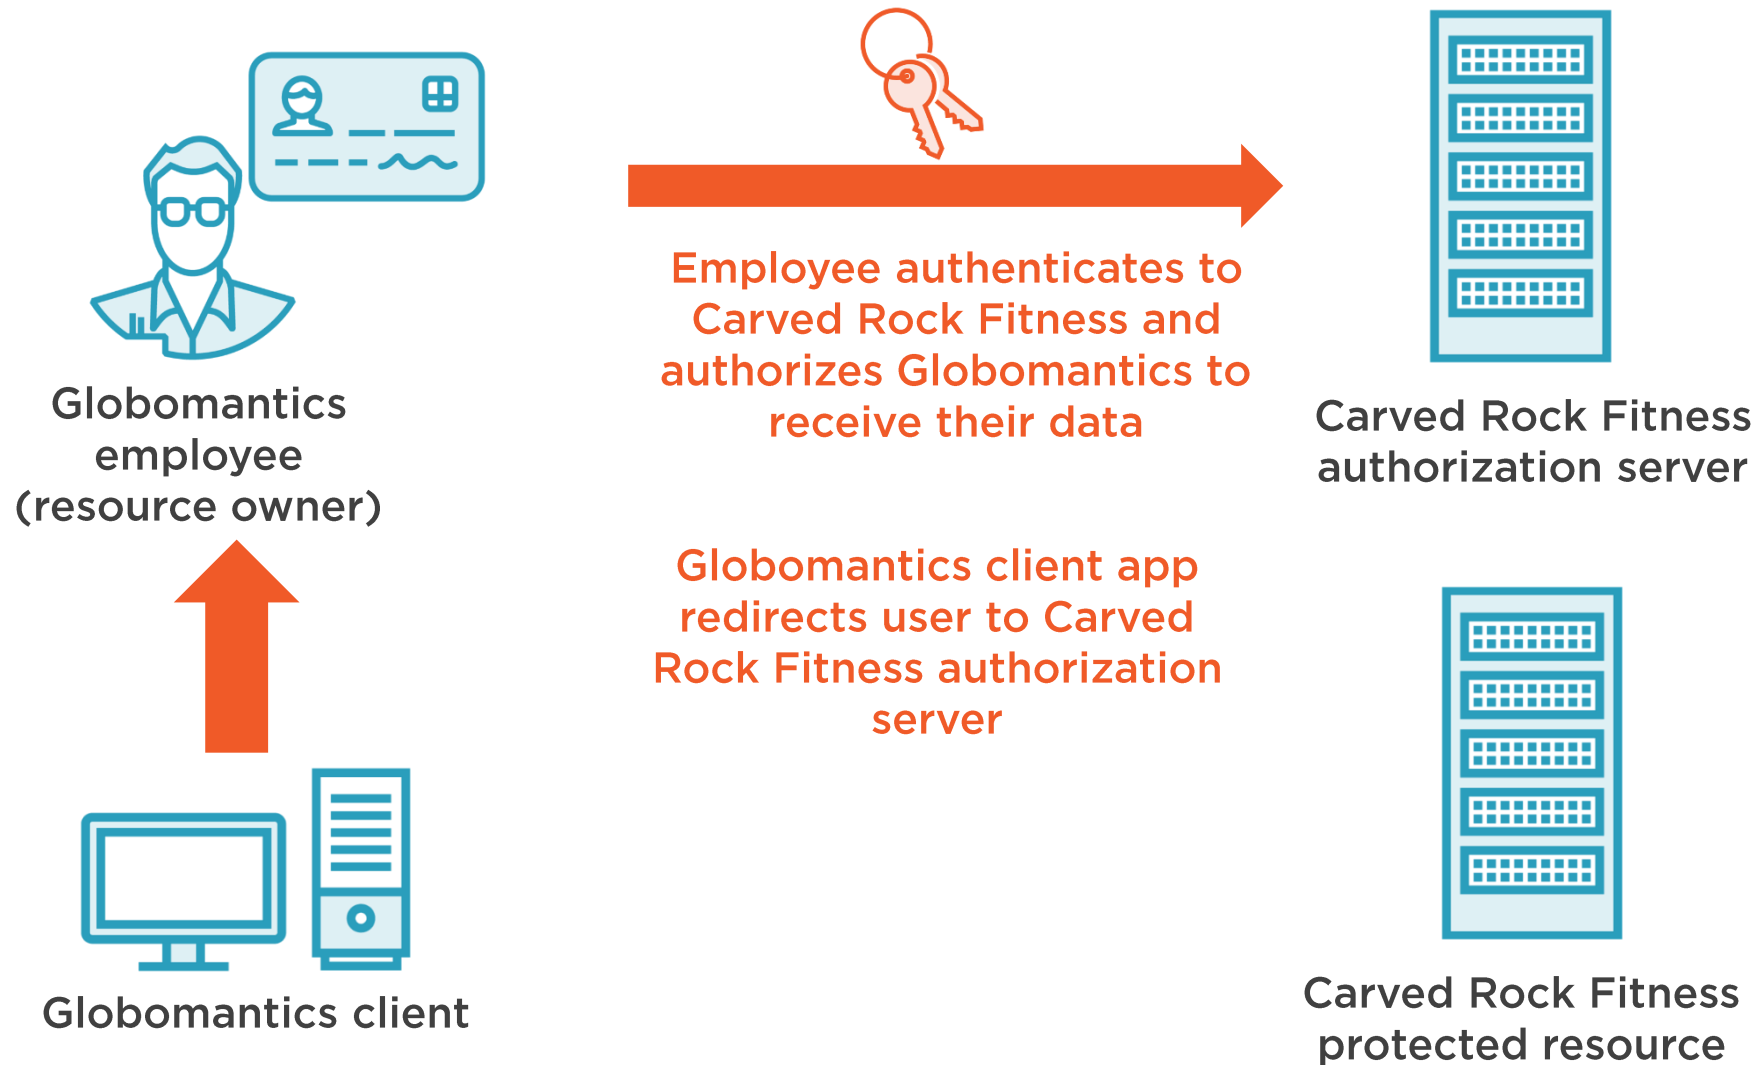 Globomantics
employee
(resource owner)
Employee authenticates to
Carved Rock Fitness and
authorizes Globomantics to
receive their data
Carved Rock Fitness
authorization server
Globomantics client app
redirects user to Carved
Rock Fitness authorization
server
Globomantics client
Carved Rock Fitness
protected resource